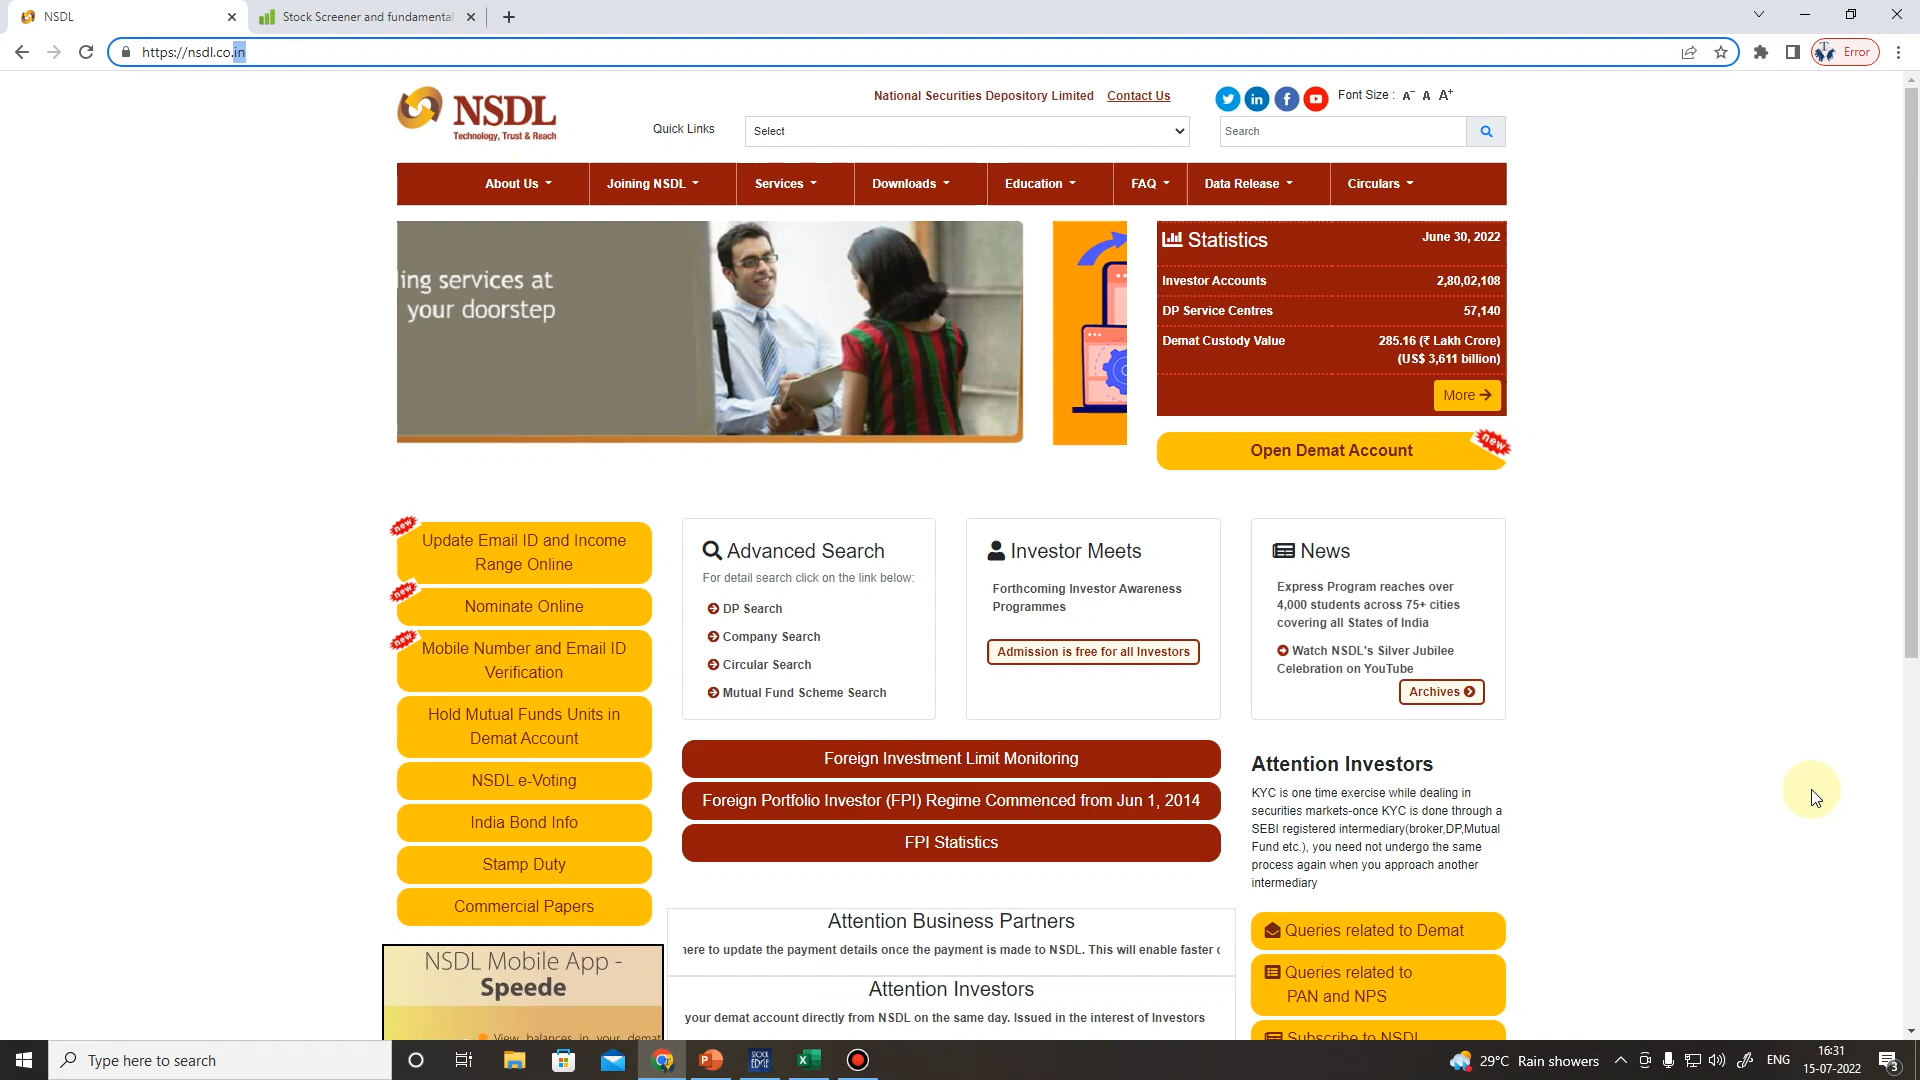 NSDL
Stock Screener and fundamental
https://nsdl.co.in
Error
NSDL
Technology, Trust & Reach
National Securities Depository Limited Contact Us
Font Size : A- A A+
Quick Links
Select
Search
About Us
Joining NSDL
Services
Downloads
Education
FAQ
Data Release
Circulars
ing services at
your doorstep
Statistics
June 30, 2022
Investor Accounts 2,80,02,108
DP Service Centres 57,140
Demat Custody Value 285.16 (₹ Lakh Crore)
(US$ 3,611 billion)
More
Open Demat Account
new
new
Update Email ID and Income
Range Online
new
Nominate Online
new
Mobile Number and Email ID
Verification
Hold Mutual Funds Units in
Demat Account
NSDL e-Voting
India Bond Info
Stamp Duty
Commercial Papers
NSDL Mobile App -
Speede
View balances in your demat
Advanced Search
For detail search click on the link below:
DP Search
Company Search
Circular Search
Mutual Fund Scheme Search
Investor Meets
Forthcoming Investor Awareness
Programmes
Admission is free for all Investors
News
Express Program reaches over
4,000 students across 75+ cities
covering all States of India
Watch NSDL's Silver Jubilee
Celebration on YouTube
Archives
Foreign Investment Limit Monitoring
Foreign Portfolio Investor (FPI) Regime Commenced from Jun 1, 2014
FPI Statistics
Attention Business Partners
here to update the payment details once the payment is made to NSDL. This will enable faster
Attention Investors
your demat account directly from NSDL on the same day. Issued in the interest of Investors
Attention Investors
KYC is one time exercise while dealing in
securities markets-once KYC is done through a
SEBI registered intermediary(broker,DP,Mutual
Fund etc.), you need not undergo the same
process again when you approach another
intermediary
Queries related to Demat
Queries related to
PAN and NPS
Subscribe to NSDL
Type here to search
STOCK
EDGE
29°C Rain showers
ENG
16:31
15-07-2022
3